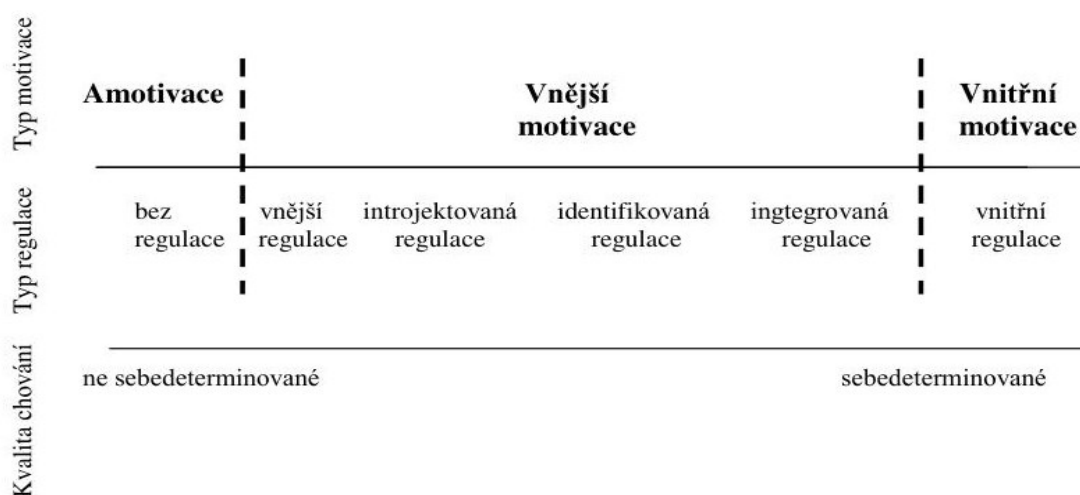 Typ motivace
Amotivace
Vnější
motivace
Vnitřní
motivace
Typ regulace
bez
regulace
vnější
regulace
introjektovaná
regulace
identifikovaná
regulace
ingtegrovaná
regulace
vnitřní
regulace
Kvalita chování
ne sebedeterminované
sebedeterminované